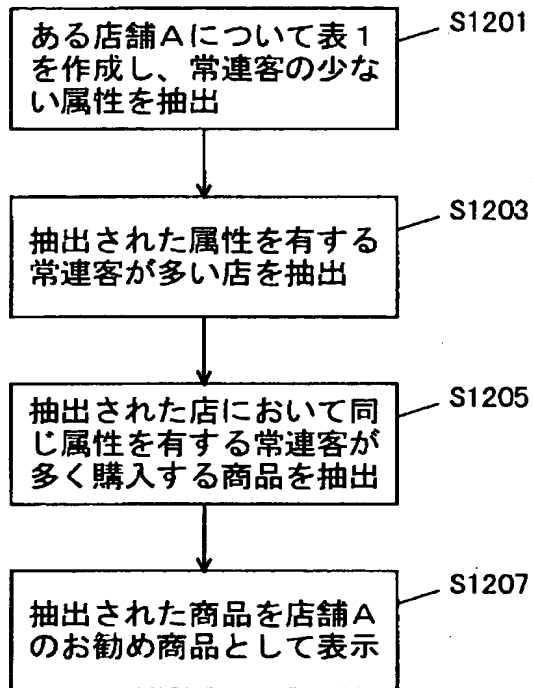 ある店舗Aについて表1
を作成し、常連客の少な
い属性を抽出
S1201
抽出された属性を有する
常連客が多い店を抽出
S1203
抽出された店において同
じ属性を有する常連客が
多く購入する商品を抽出
S1205
抽出された商品を店舗A
のお勧め商品として表示
S1207